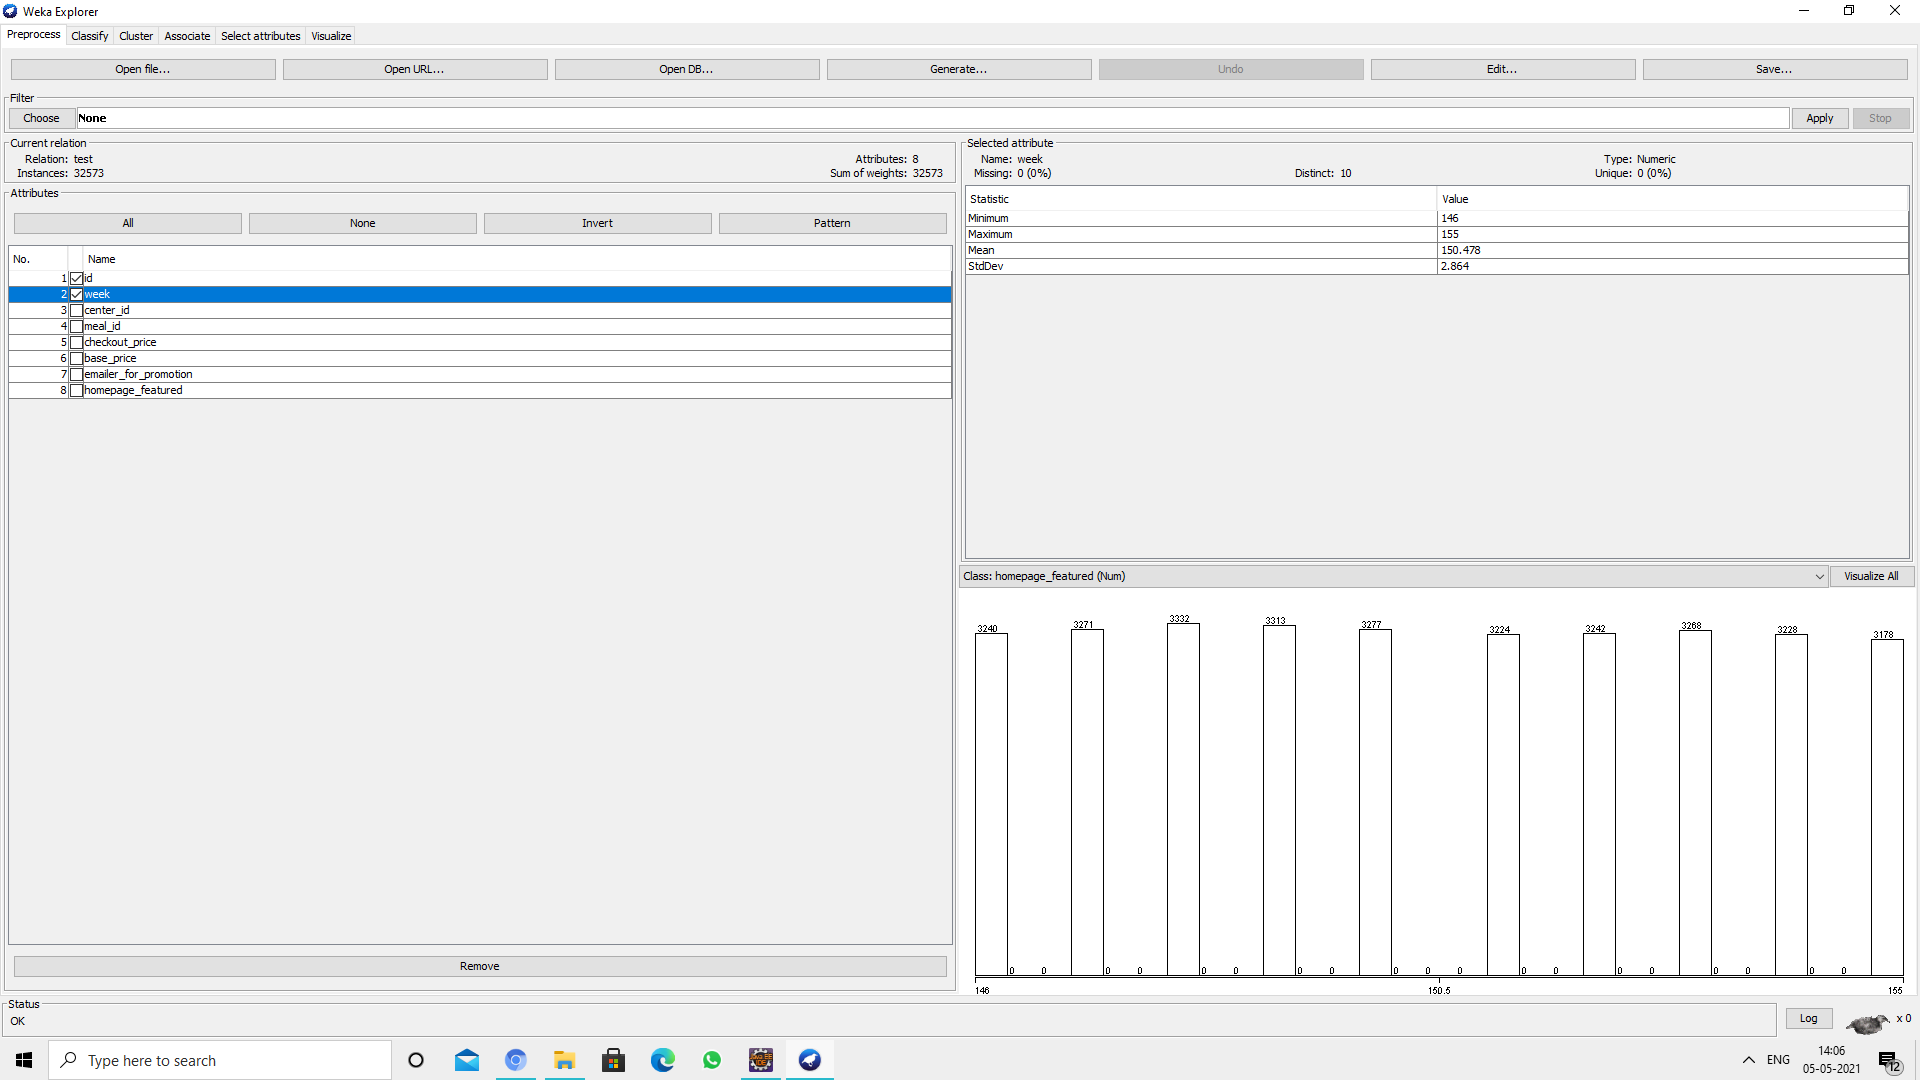 Weka Explorer
Preprocess Classify Cluster Associate Select attributes Visualize
Open file... Open URL... Open DB... Generate... Undo Edit... Save...
Filter
Choose None Apply Stop
Current relation
Relation: test Attributes: 8
Instances: 32573 Sum of weights: 32573
Attributes
All None Invert Pattern
No. Name
1 id
2 week
3 center_id
4 meal_id
5 checkout_price
6 base_price
7 emailer_for_promotion
8 homepage_featured
Remove
Selected attribute
Name: week Type: Numeric
Missing: 0 (0%) Distinct: 10 Unique: 0 (0%)
Statistic Value
Minimum 146
Maximum 155
Mean 150.478
StdDev 2.864
Class: homepage_featured (Num) Visualize All
3240 3271 3332 3313 3277 3224 3242 3268 3228 3178
0 0 0 0 0 0 0 0 0 0 0 0 0 0 0 0 0 0 0
146 150.5 155
Status
OK
Log x 0
Type here to search
ENG
14:06
05-05-2021
12